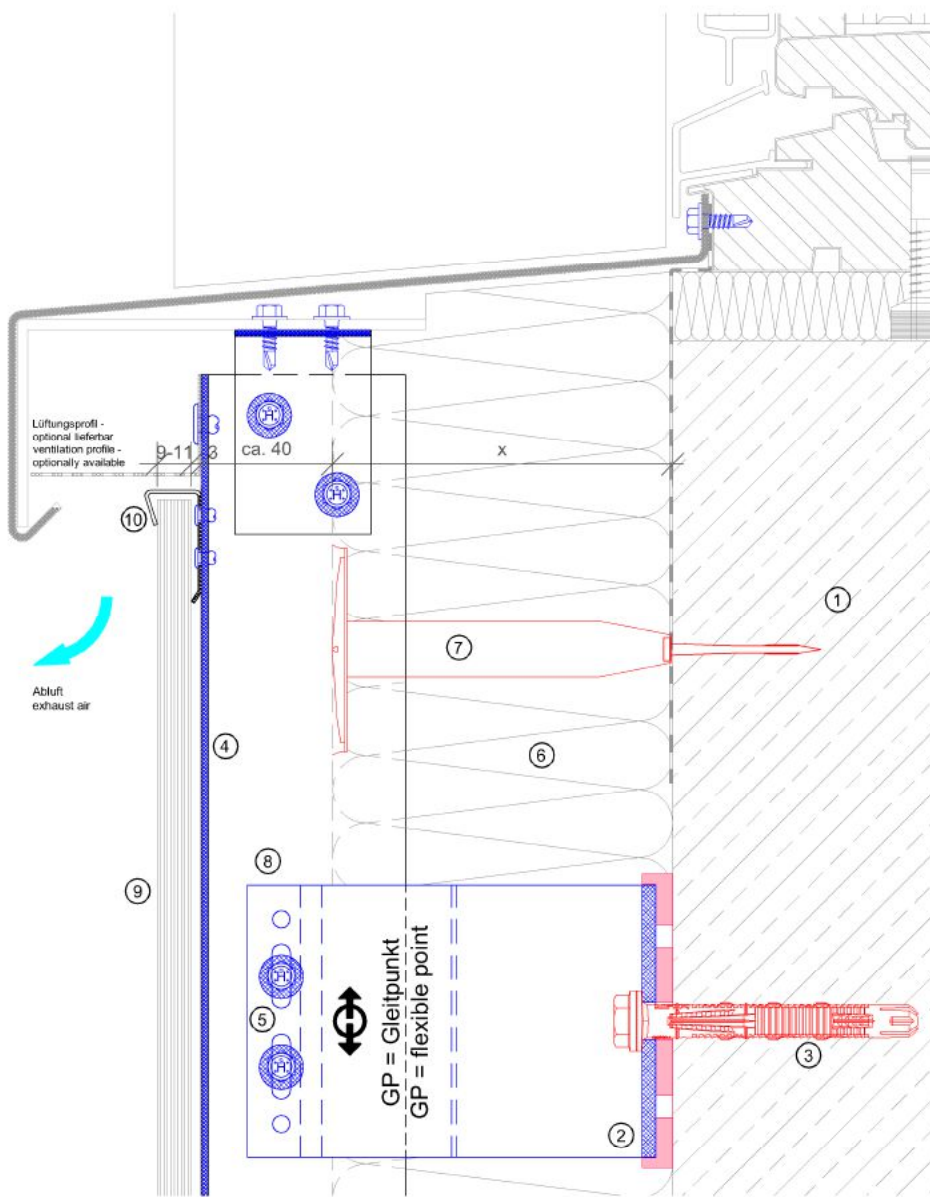 Lüftungsprofil -
optional lieferbar
ventilation profile -
optionally available
9-11
3
ca. 40
x
10
1
7
Abluft
exhaust air
4
6
9
8
GP = Gleitpunkt
GP = flexible point
5
3
2